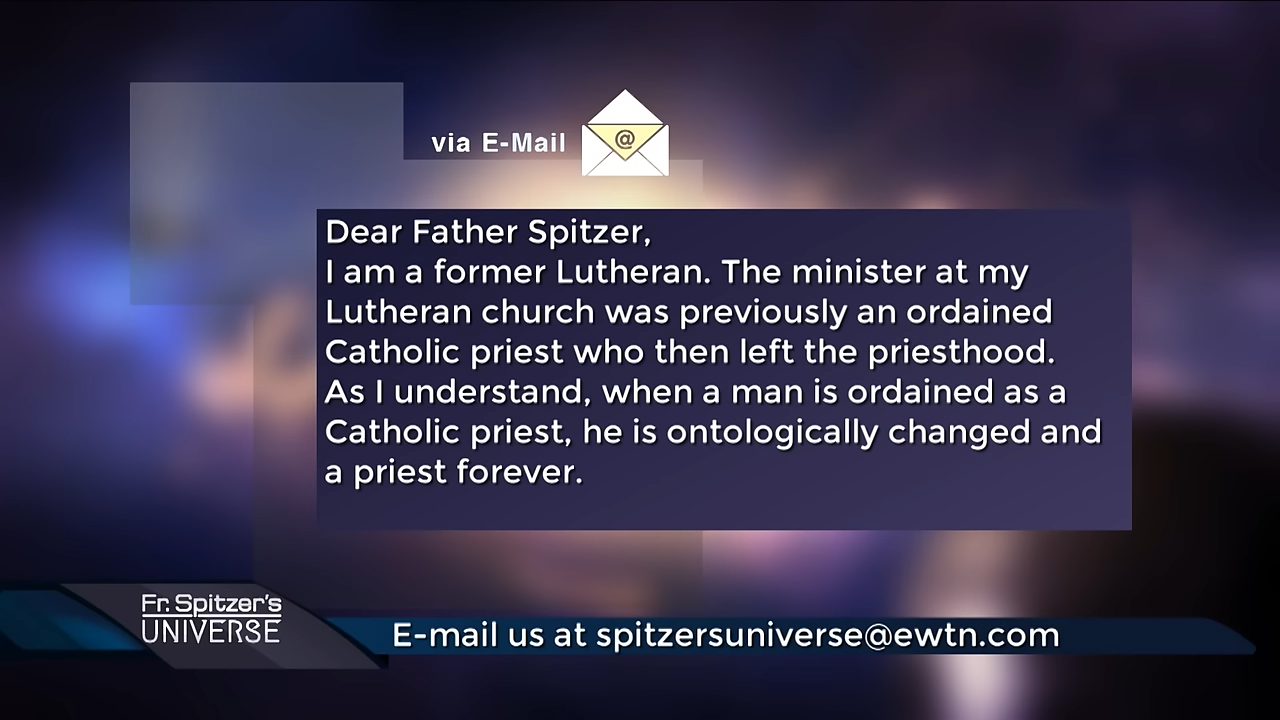 via E-Mail
@
Dear Father Spitzer,
I am a former Lutheran. The minister at my
Lutheran church was previously an ordained
Catholic priest who then left the priesthood.
As I understand, when a man is ordained as a
Catholic priest, he is ontologically changed and
a priest forever.
Fr. Spitzer's
UNIVERSE
E-mail us at spitzersuniverse@ewtn.com